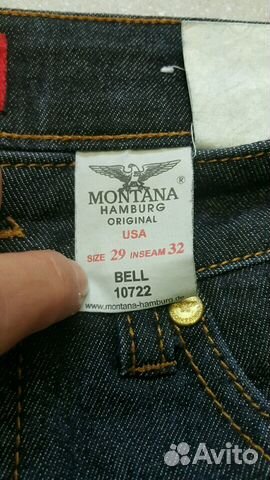 MONTANA ®
HAMBURG
ORIGINAL
USA
SIZE 29 INSEAM 32
BELL
10722
www.montana-hamburg.de
Avito